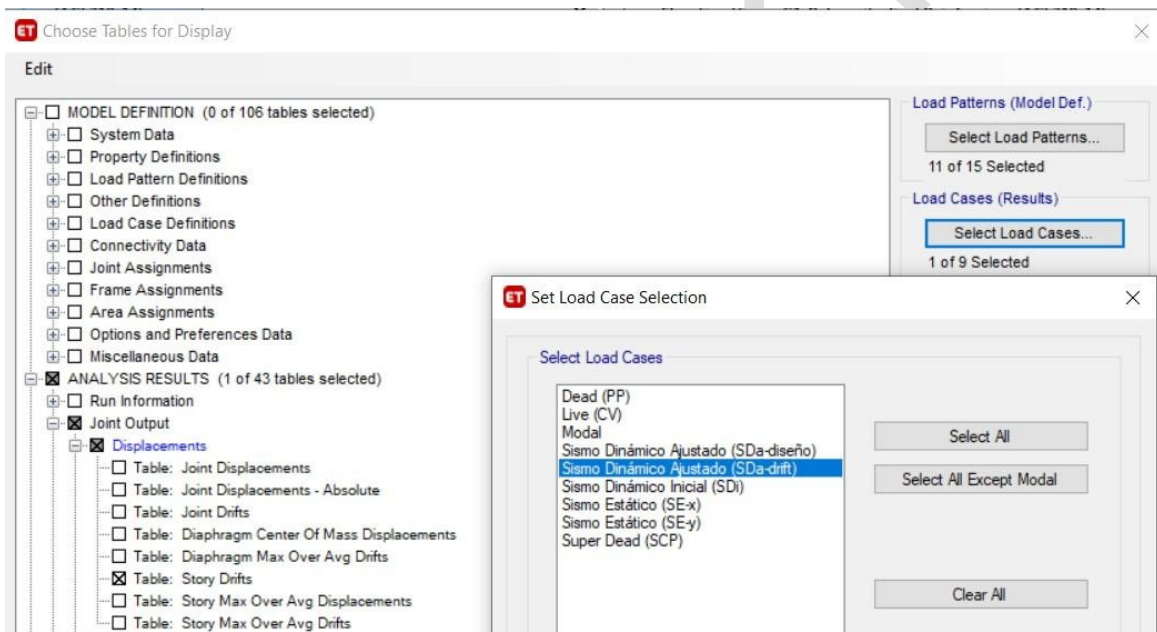 ET Choose Tables for Display
Edit
MODEL DEFINITION (0 of 106 tables selected)
System Data
Property Definitions
Load Pattern Definitions
Other Definitions
Load Case Definitions
Connectivity Data
Joint Assignments
Frame Assignments
Area Assignments
Options and Preferences Data
Miscellaneous Data
ANALYSIS RESULTS (1 of 43 tables selected)
Run Information
Joint Output
Displacements
Table: Joint Displacements
Table: Joint Displacements - Absolute
Table: Joint Drifts
Table: Diaphragm Center Of Mass Displacements
Table: Diaphragm Max Over Avg Drifts
Table: Story Drifts
Table: Story Max Over Avg Displacements
Table: Story Max Over Avg Drifts
Load Patterns (Model Def.)
Select Load Patterns...
11 of 15 Selected
Load Cases (Results)
Select Load Cases...
1 of 9 Selected
ET Set Load Case Selection
Select Load Cases
Dead (PP)
Live (CV)
Modal
Sismo Dinámico Ajustado (SDa-diseño)
Sismo Dinámico Ajustado (SDa-drift)
Sismo Dinámico Inicial (SDi)
Sismo Estático (SE-x)
Sismo Estático (SE-y)
Super Dead (SCP)
Select All
Select All Except Modal
Clear All